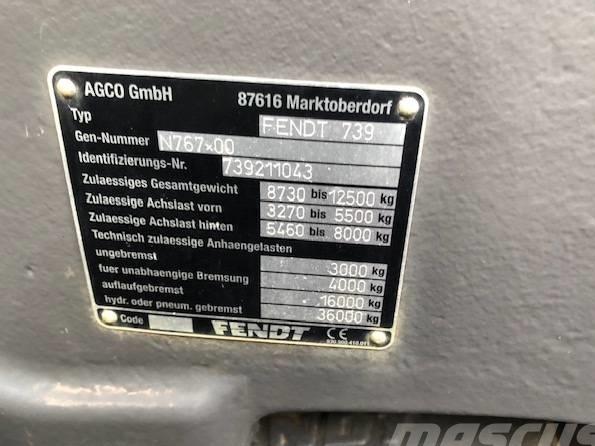 AGCO GmbH 87616 Marktoberdorf
Typ FENDT 739
Gen-Nummer N767*00
Identifizierungs-Nr. 739211043
Zulaessiges Gesamtgewicht 8730 bis 12500 kg
Zulaessige Achslast vorn 3270 bis 5500 kg
Zulaessige Achslast hinten 5460 bis 8000 kg
Technisch zulaessige Anhaengelasten
ungebremst 3000 kg
fuer unabhaengige Bremsung 4000 kg
auflaufgebremst 16000 kg
hydr. oder pneum. gebremst 36000 kg
Code FENDT CE
Mascus